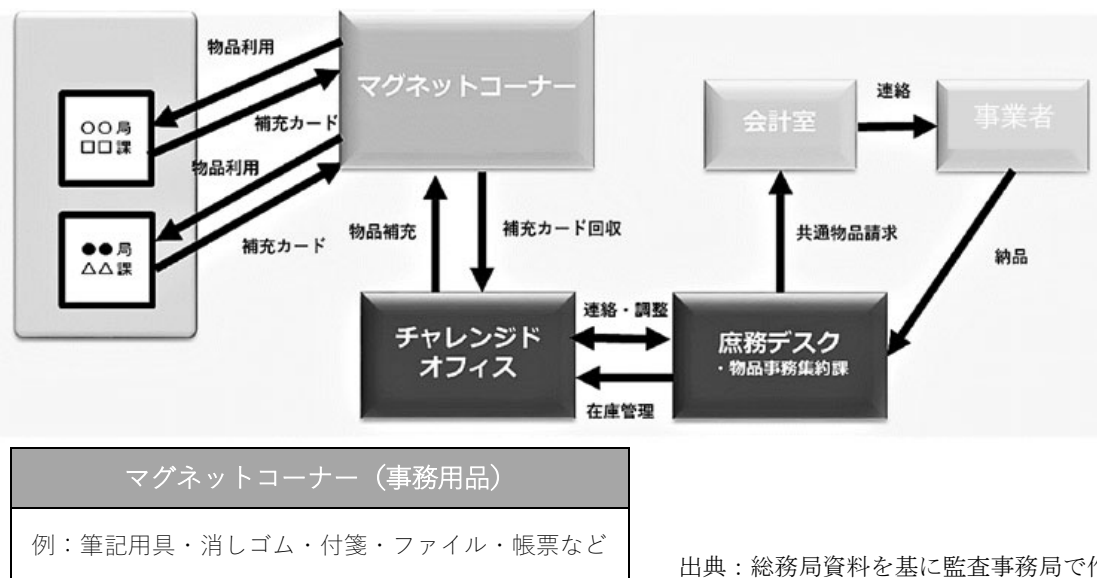 物品利用
マグネットコーナー
○○局
□□課
補充カード
物品利用
●●局
△△課
補充カード
物品補充
補充カード回収
会計室
連絡
事業者
共通物品請求
納品
チャレンジド
オフィス
連絡・調整
在庫管理
庶務デスク
・物品事務集約課
マグネットコーナー（事務用品）
例：筆記用具・消しゴム・付箋・ファイル・帳票など
出典：総務局資料を基に監査事務局で